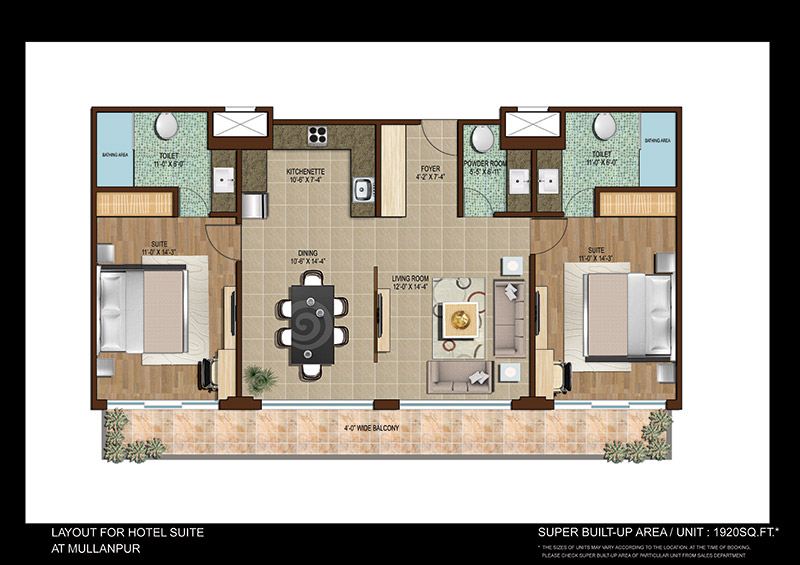 BATHING AREA
TOILET
11'-0" X 6'-0"
KITCHENETTE
10'-6" X 7'-4"
FOYER
4'-2" X 7'-4"
POWDER ROOM
5'-5" X 6'-11"
TOILET
11'-0" X 6'-0"
BATHING AREA
SUITE
11'-0" X 14'-3"
DINING
10'-6" X 14'-4"
LIVING ROOM
12'-0" X 14'-4"
SUITE
11'-0" X 14'-3"
4'-0" WIDE BALCONY
LAYOUT FOR HOTEL SUITE
AT MULLANPUR
SUPER BUILT-UP AREA / UNIT : 1920SQ.FT.*
* THE SIZES OF UNITS MAY VARY ACCORDING TO THE LOCATION, AT THE TIME OF BOOKING,
PLEASE CHECK SUPER BUILT-UP AREA OF PARTICULAR UNIT FROM SALES DEPARTMENT